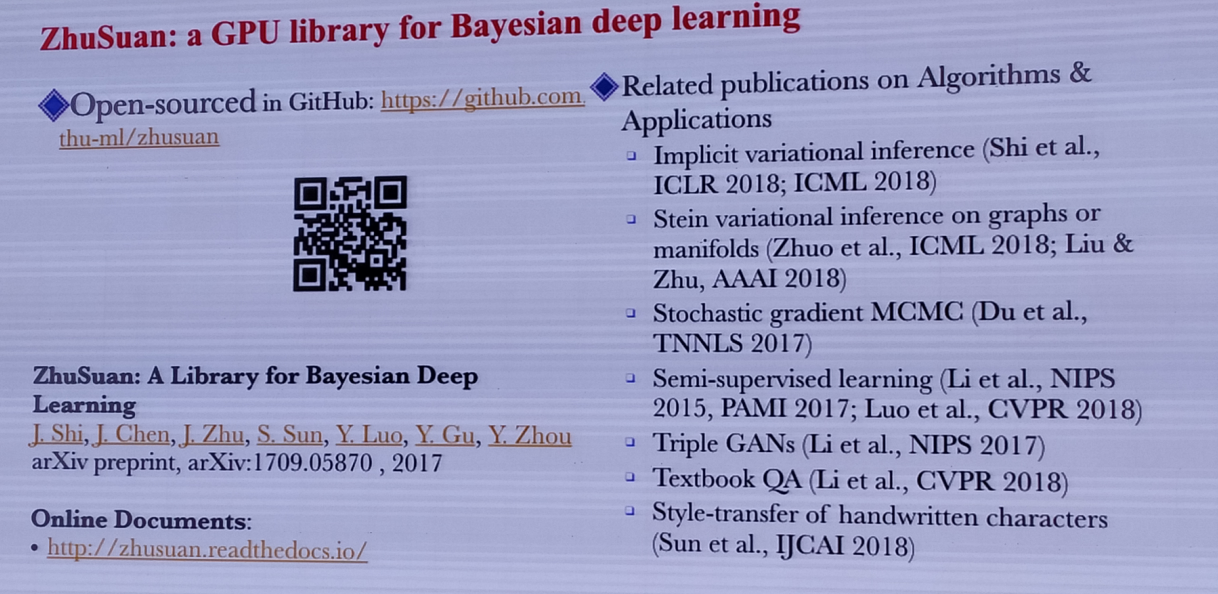 ZhuSuan: a GPU library for Bayesian deep learning
Open-sourced in GitHub: https://github.com
thu-ml/zhusuan
ZhuSuan: A Library for Bayesian Deep
Learning
J. Shi, J. Chen, J. Zhu, S. Sun, Y. Luo, Y. Gu, Y. Zhou
arXiv preprint, arXiv:1709.05870 , 2017
Online Documents:
• http://zhusuan.readthedocs.io/
Related publications on Algorithms &
Applications
Implicit variational inference (Shi et al.,
ICLR 2018; ICML 2018)
Stein variational inference on graphs or
manifolds (Zhuo et al., ICML 2018; Liu &
Zhu, AAAI 2018)
Stochastic gradient MCMC (Du et al.,
TNNLS 2017)
Semi-supervised learning (Li et al., NIPS
2015, PAMI 2017; Luo et al., CVPR 2018)
Triple GANs (Li et al., NIPS 2017)
Textbook QA (Li et al., CVPR 2018)
Style-transfer of handwritten characters
(Sun et al., IJCAI 2018)